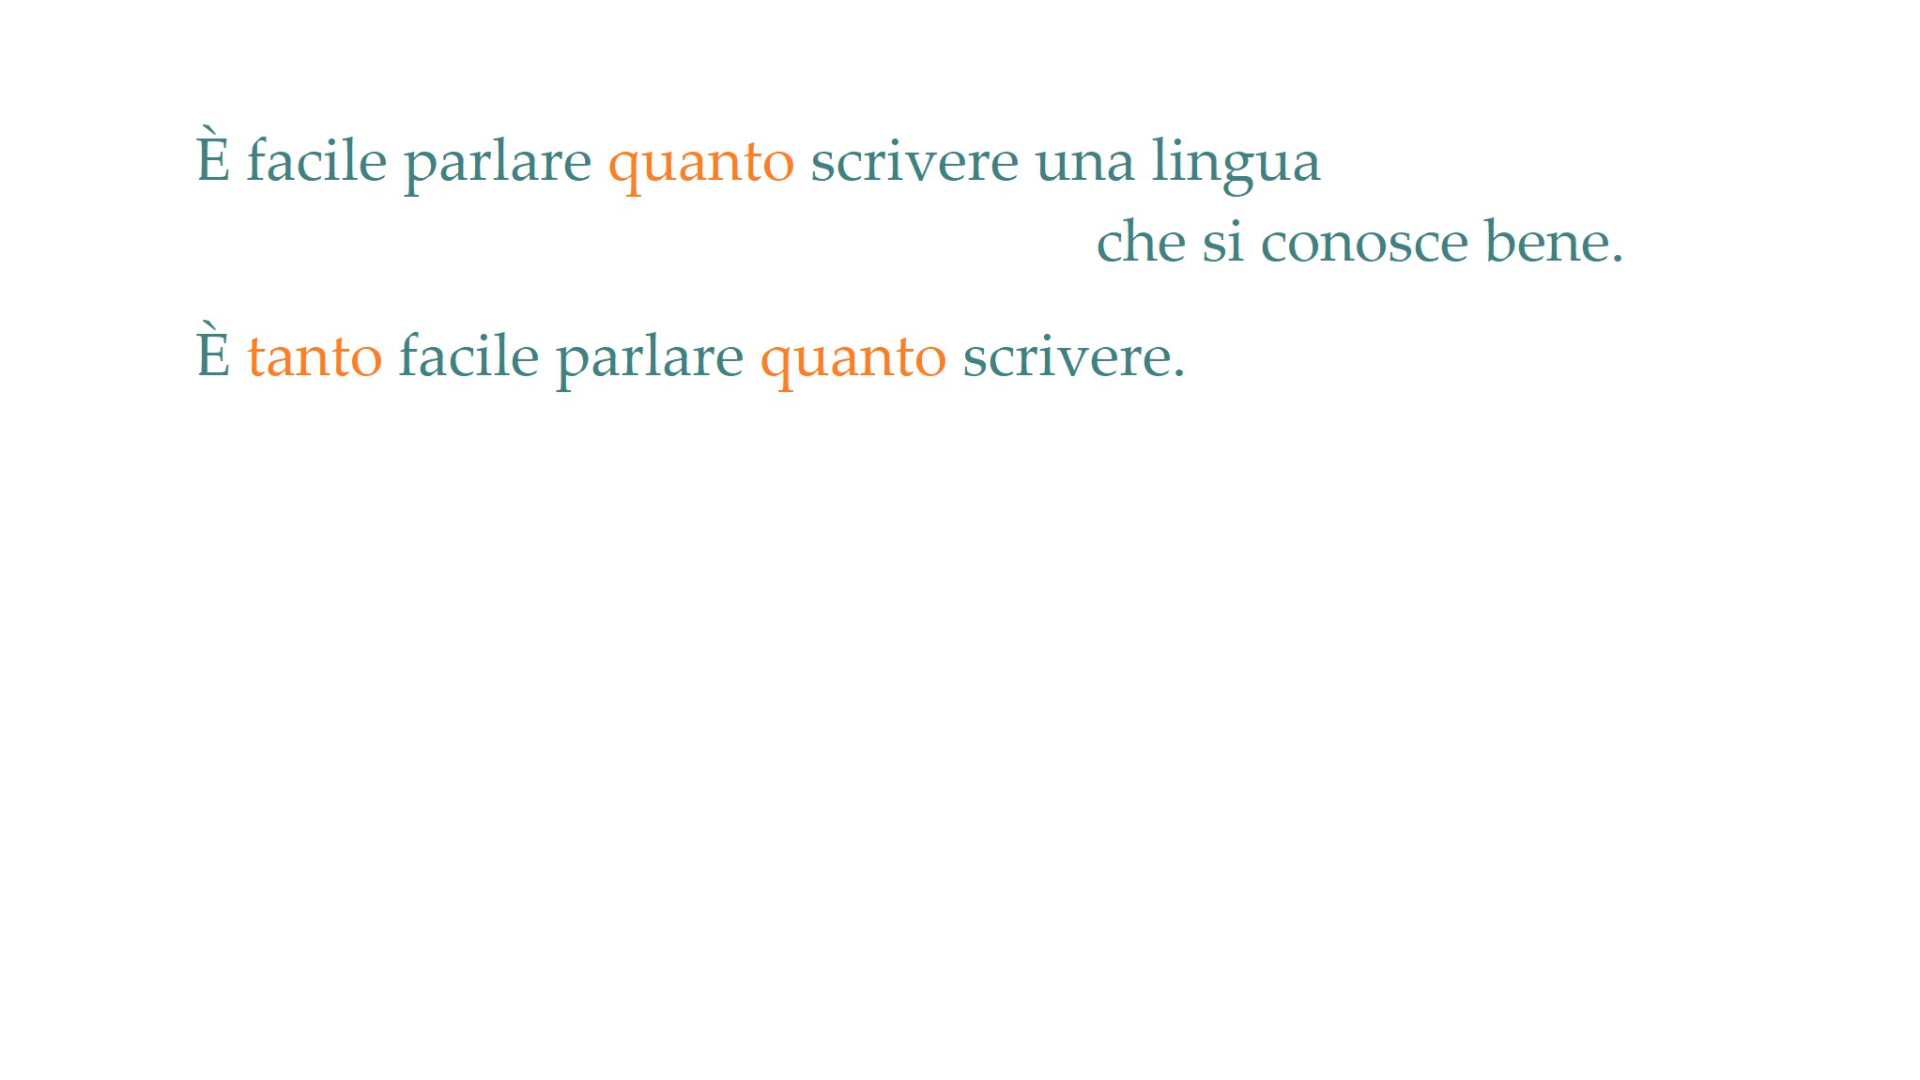 È facile parlare quanto scrivere una lingua
che si conosce bene.
È tanto facile parlare quanto scrivere.